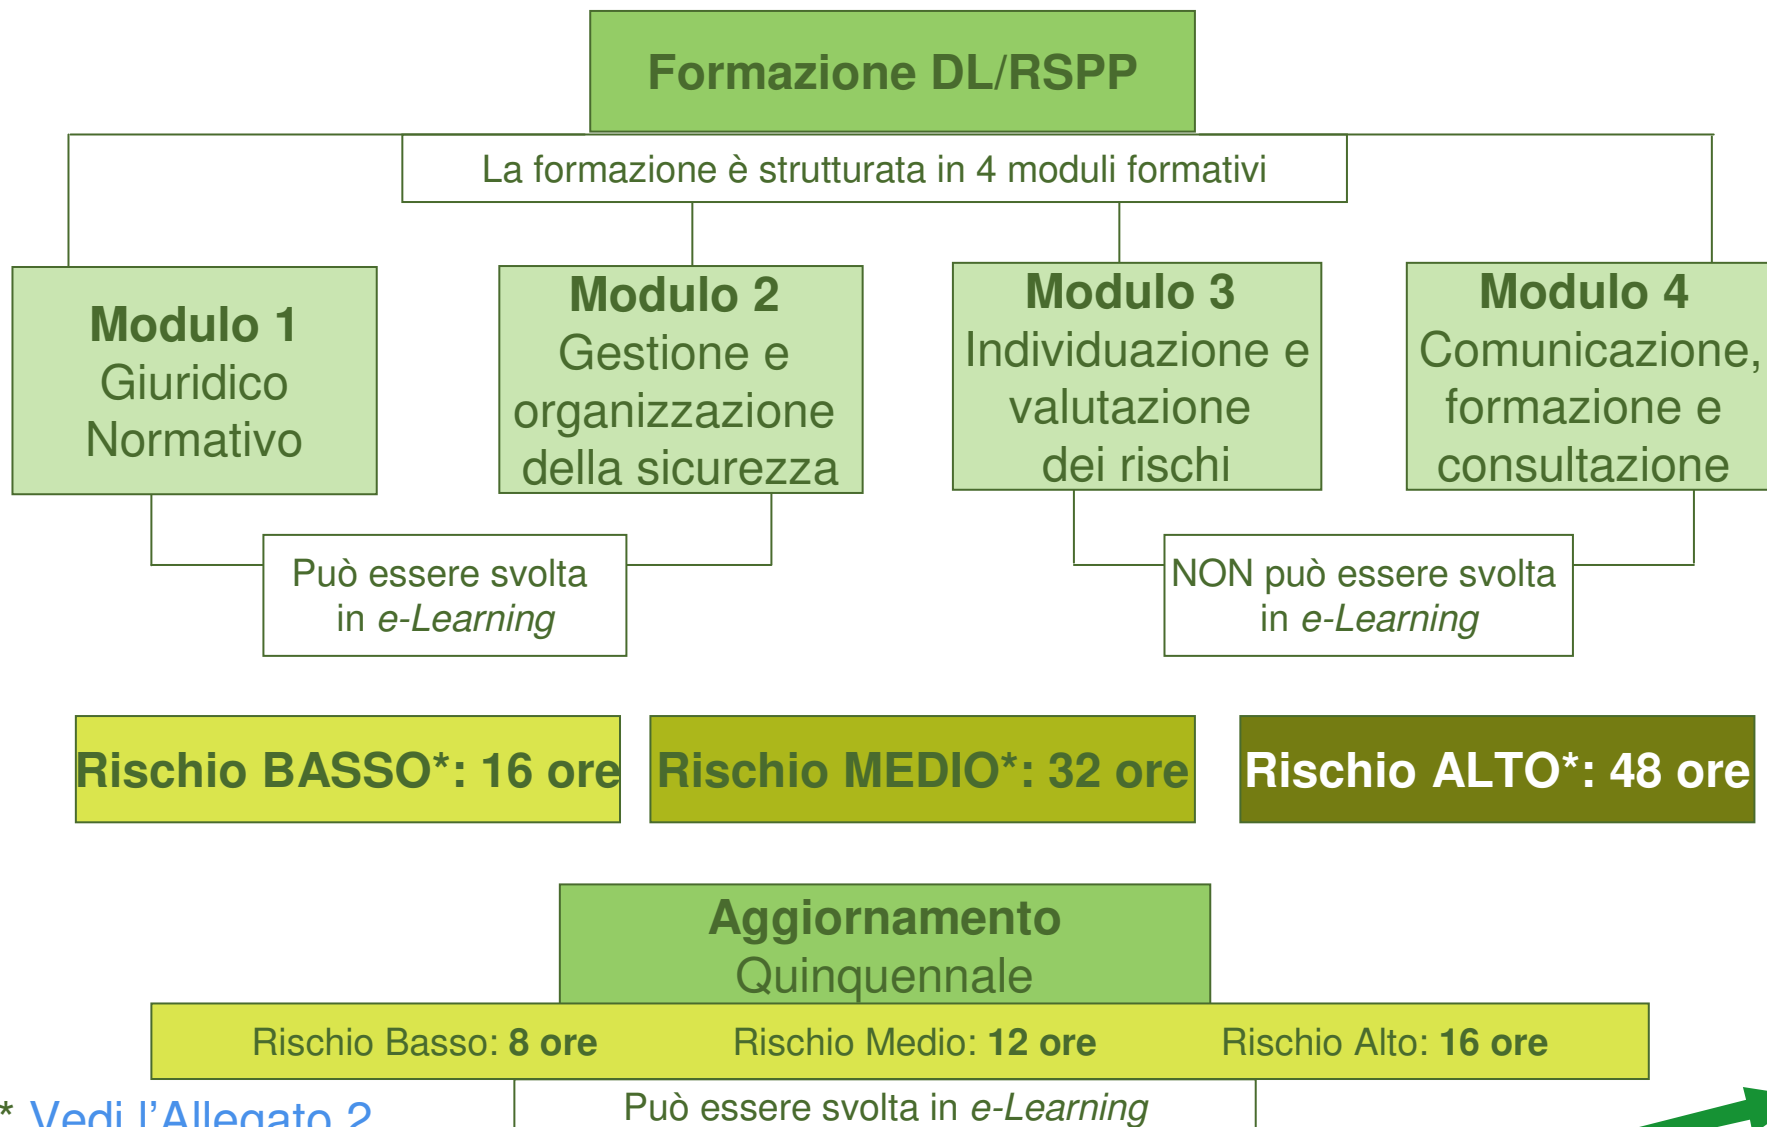 Formazione DL/RSPP
La formazione è strutturata in 4 moduli formativi
Modulo 1
Giuridico
Normativo
Modulo 2
Gestione e
organizzazione
della sicurezza
Modulo 3
Individuazione e
valutazione
dei rischi
Modulo 4
Comunicazione,
formazione e
consultazione
Può essere svolta
in e-Learning
NON può essere svolta
in e-Learning
Rischio BASSO*: 16 ore
Rischio MEDIO*: 32 ore
Rischio ALTO*: 48 ore
Aggiornamento
Quinquennale
Rischio Basso: 8 ore
Rischio Medio: 12 ore
Rischio Alto: 16 ore
Può essere svolta in e-Learning
* Vedi l'Allegato 2